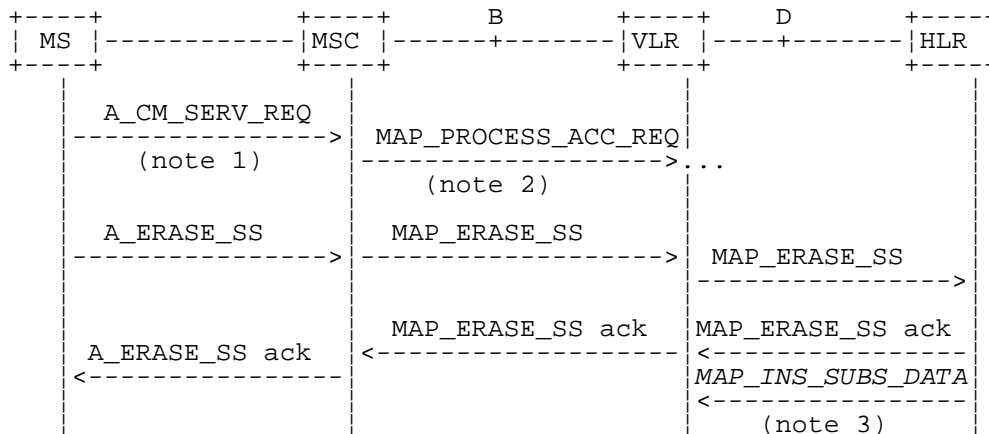 B D
MS MSC VLR HLR
A_CM_SERV_REQ
MAP_PROCESS_ACC_REQ
(note 1) ...
(note 2)
A_ERASE_SS MAP_ERASE_SS
MAP_ERASE_SS
MAP_ERASE_SS ack MAP_ERASE_SS ack
A_ERASE_SS ack
MAP_INS_SUBS_DATA
(note 3)